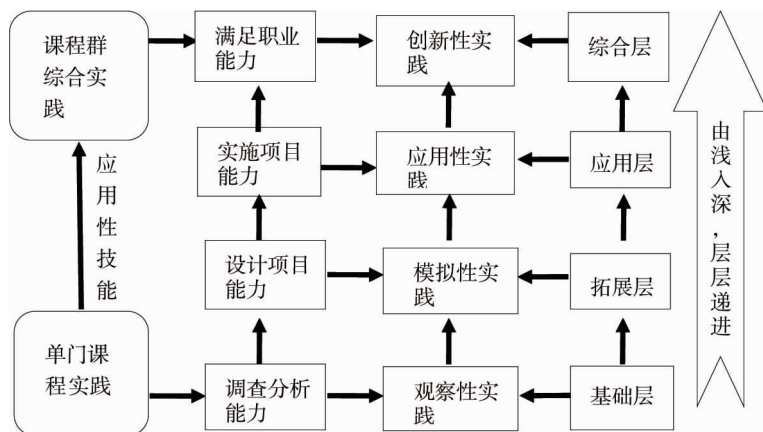 课程群
综合实
践
满足职业
能力
创新性实
践
综合层
实施项目
能力
应用性实
践.
应用层
应用性技能
设计项目
能力
模拟性实
践
拓展层
单门课
程实践
调查分析
能力
观察性实
践
基础层
由浅入深，层层递进